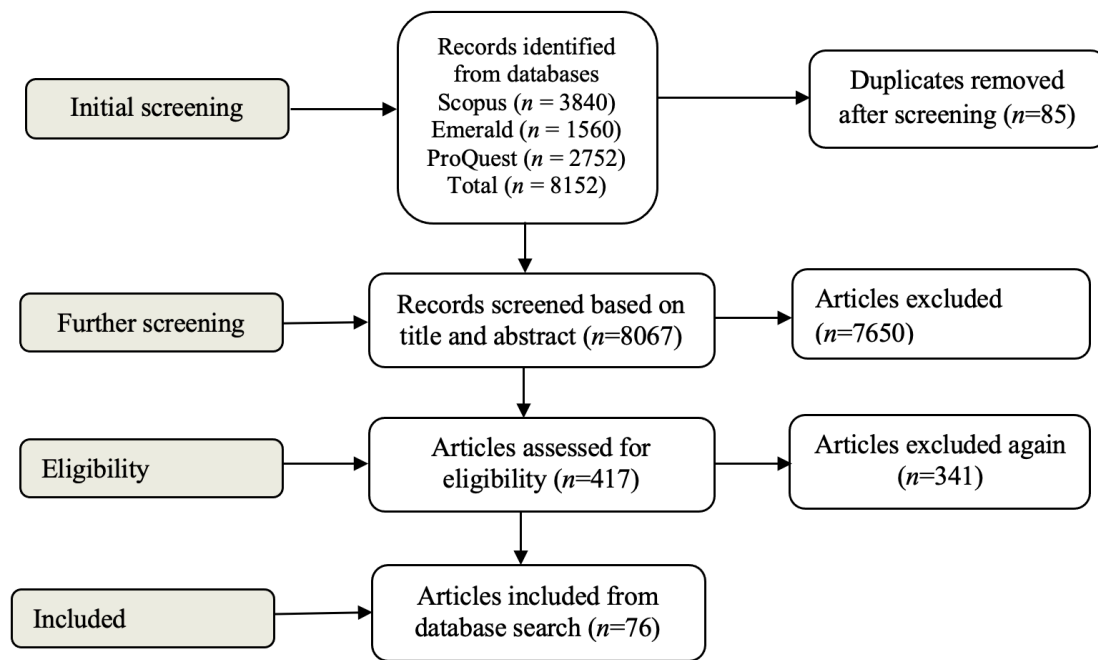 Initial screening
Records identified
from databases
Scopus (n = 3840)
Emerald (n = 1560)
ProQuest (n = 2752)
Total (n = 8152)
Duplicates removed
after screening (n=85)
Further screening
Records screened based on
title and abstract (n=8067)
Articles excluded
(n=7650)
Eligibility
Articles assessed for
eligibility (n=417)
Articles excluded again
(n=341)
Included
Articles included from
database search (n=76)